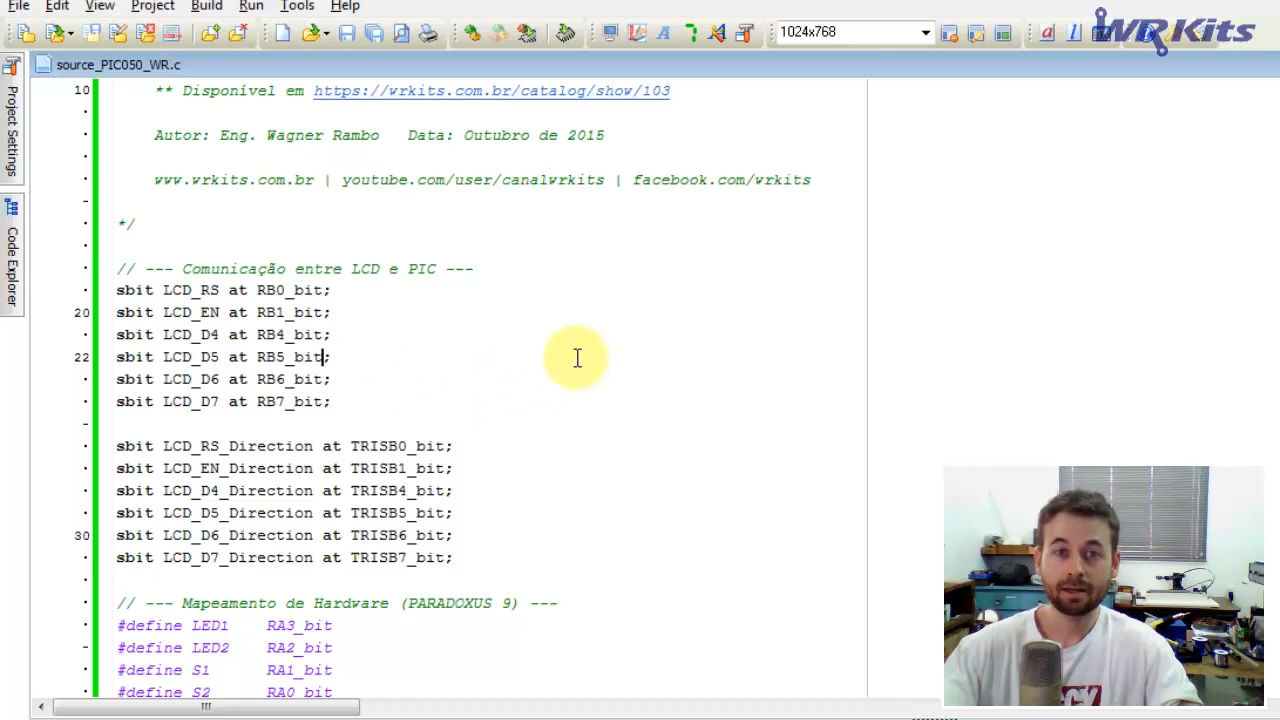 File Edit View Project Build Run Tools Help
1024x768
WR Kits
source_PIC050_WR.c
Project Settings
Code Explorer
10 ** Disponível em https://wrkits.com.br/catalog/show/103
Autor: Eng. Wagner Rambo Data: Outubro de 2015
www.wrkits.com.br | youtube.com/user/canalwrkits | facebook.com/wrkits
*/
// --- Comunicação entre LCD e PIC ---
sbit LCD_RS at RB0_bit;
20 sbit LCD_EN at RB1_bit;
sbit LCD_D4 at RB4_bit;
22 sbit LCD_D5 at RB5_bit;
sbit LCD_D6 at RB6_bit;
sbit LCD_D7 at RB7_bit;
sbit LCD_RS_Direction at TRISB0_bit;
sbit LCD_EN_Direction at TRISB1_bit;
sbit LCD_D4_Direction at TRISB4_bit;
sbit LCD_D5_Direction at TRISB5_bit;
30 sbit LCD_D6_Direction at TRISB6_bit;
sbit LCD_D7_Direction at TRISB7_bit;
// --- Mapeamento de Hardware (PARADOXUS 9) ---
#define LED1 RA3_bit
#define LED2 RA2_bit
#define S1 RA1_bit
#define S2 RA0_bit